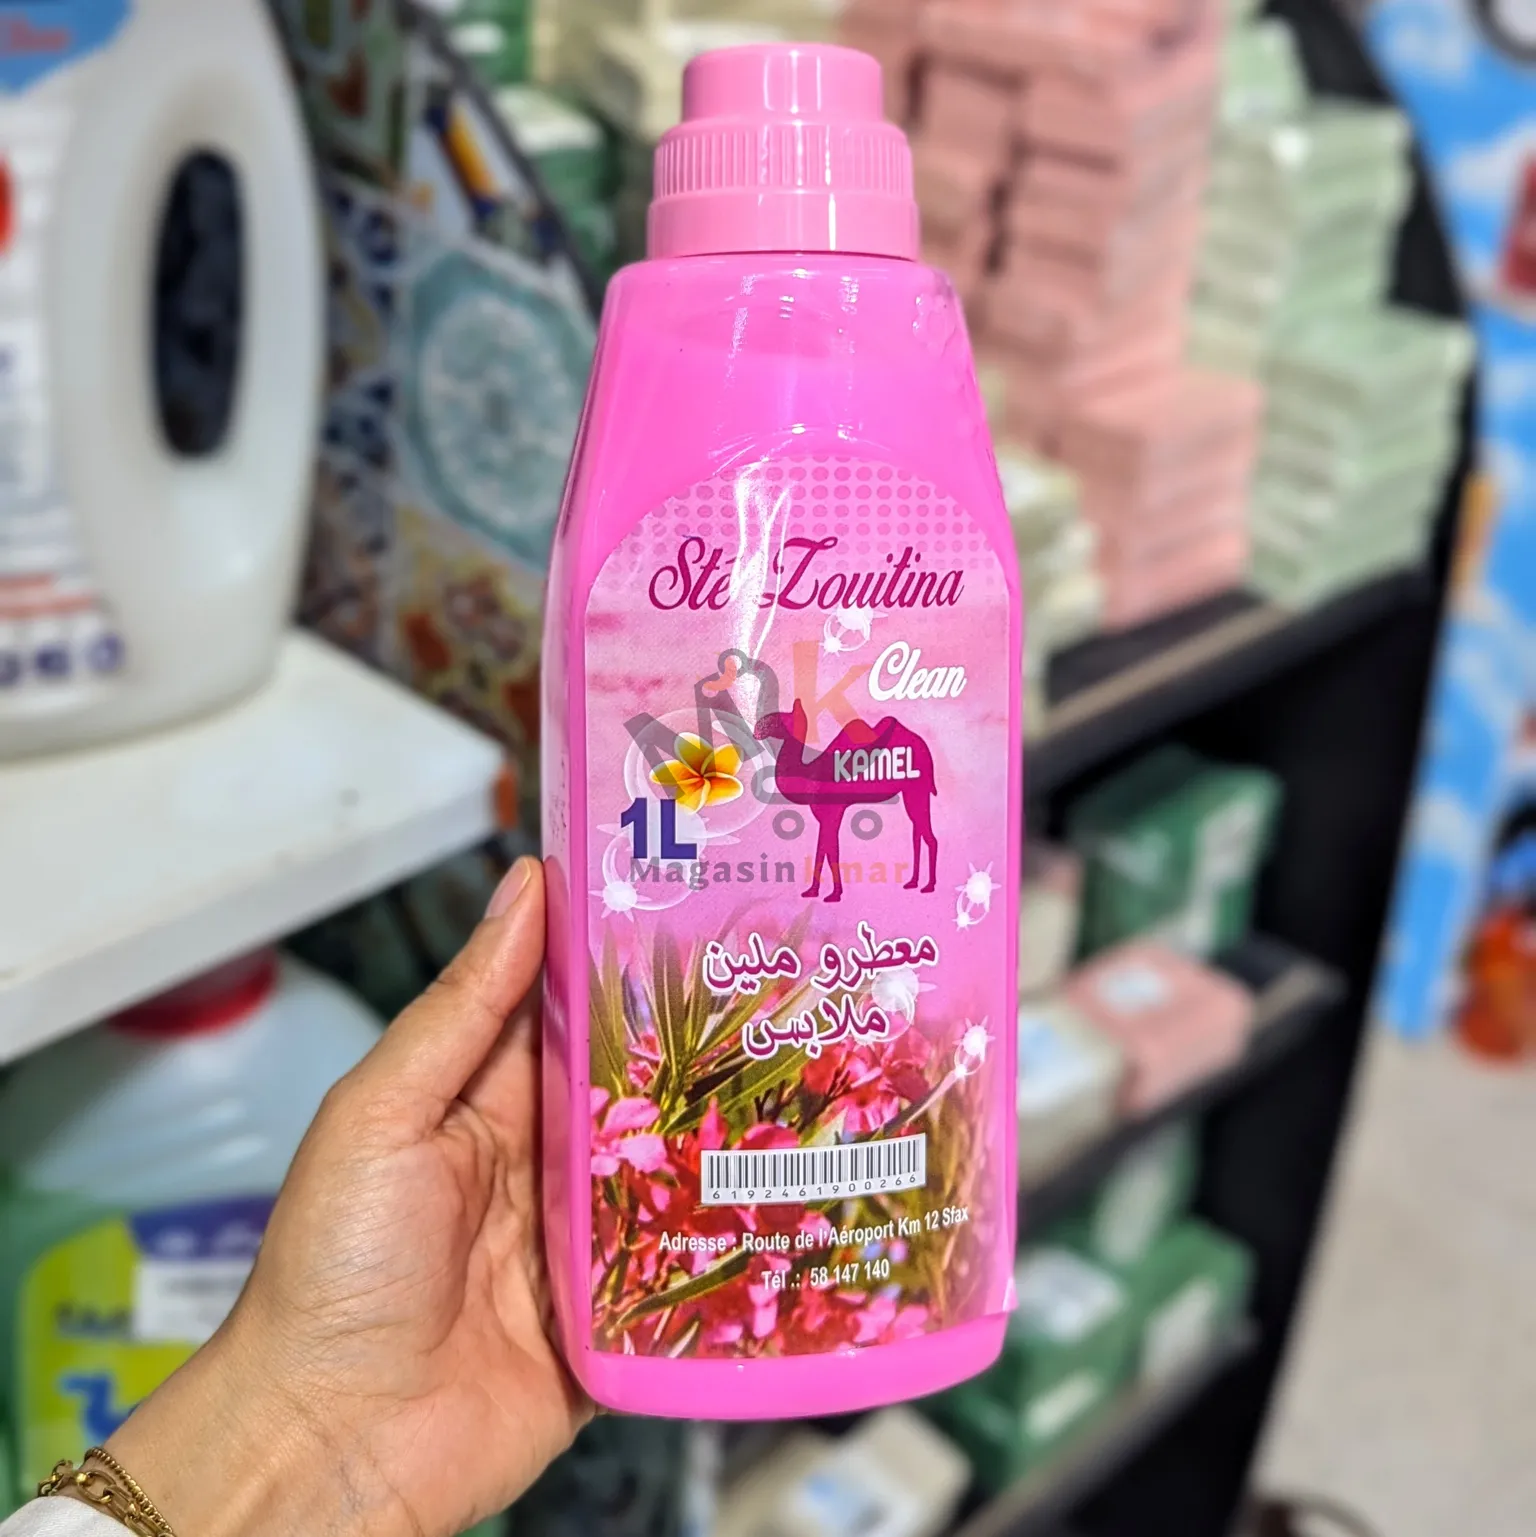 Sté Zouitina
Clean
KAMEL
1L
Magasin kmar
معطرو ملين
ملابس
6192461900266
Adresse : Route de l'Aéroport Km 12 Sfax
Tél .: 58 147 140